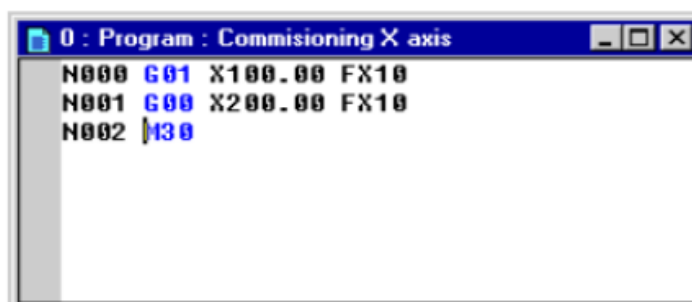 0 : Program : Commisioning X axis
N000 G01 X100.00 FX10
N001 G00 X200.00 FX10
N002 M30